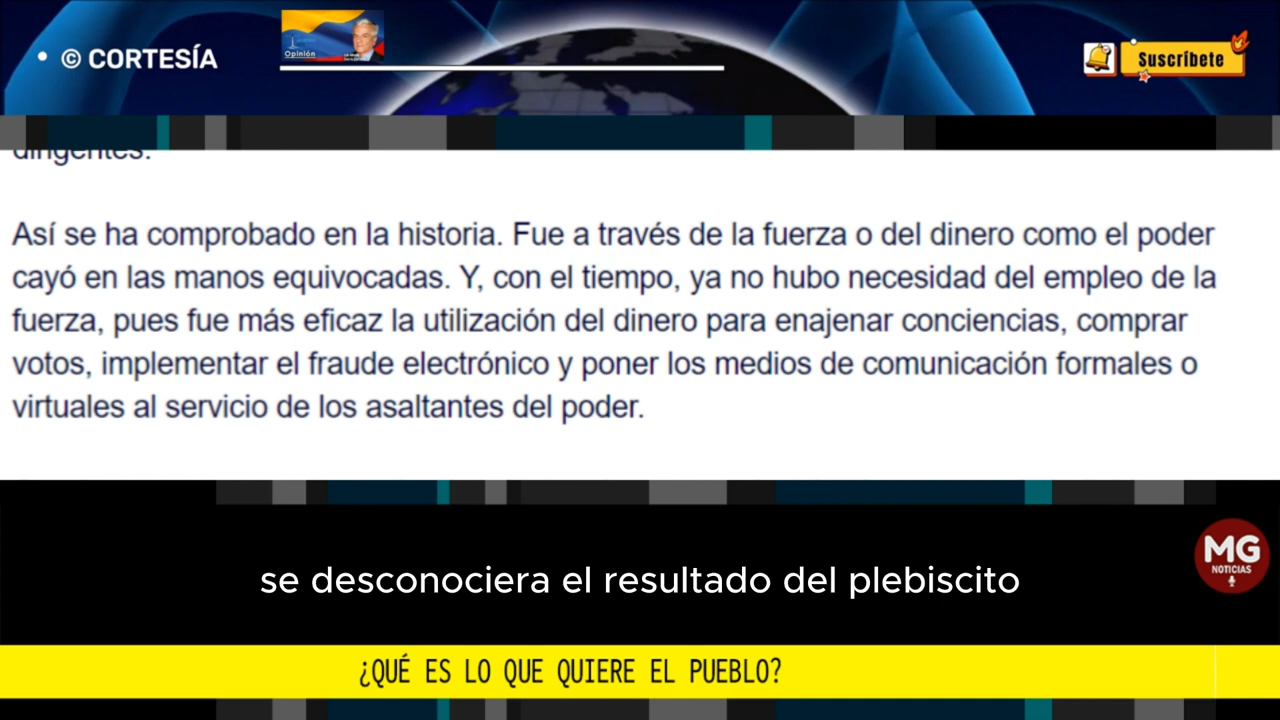 • © CORTESÍA
Opinión
Suscríbete
dirigentes.
Así se ha comprobado en la historia. Fue a través de la fuerza o del dinero como el poder
cayó en las manos equivocadas. Y, con el tiempo, ya no hubo necesidad del empleo de la
fuerza, pues fue más eficaz la utilización del dinero para enajenar conciencias, comprar
votos, implementar el fraude electrónico y poner los medios de comunicación formales o
virtuales al servicio de los asaltantes del poder.
MG
NOTICIAS
se desconociera el resultado del plebiscito
¿QUÉ ES LO QUE QUIERE EL PUEBLO?